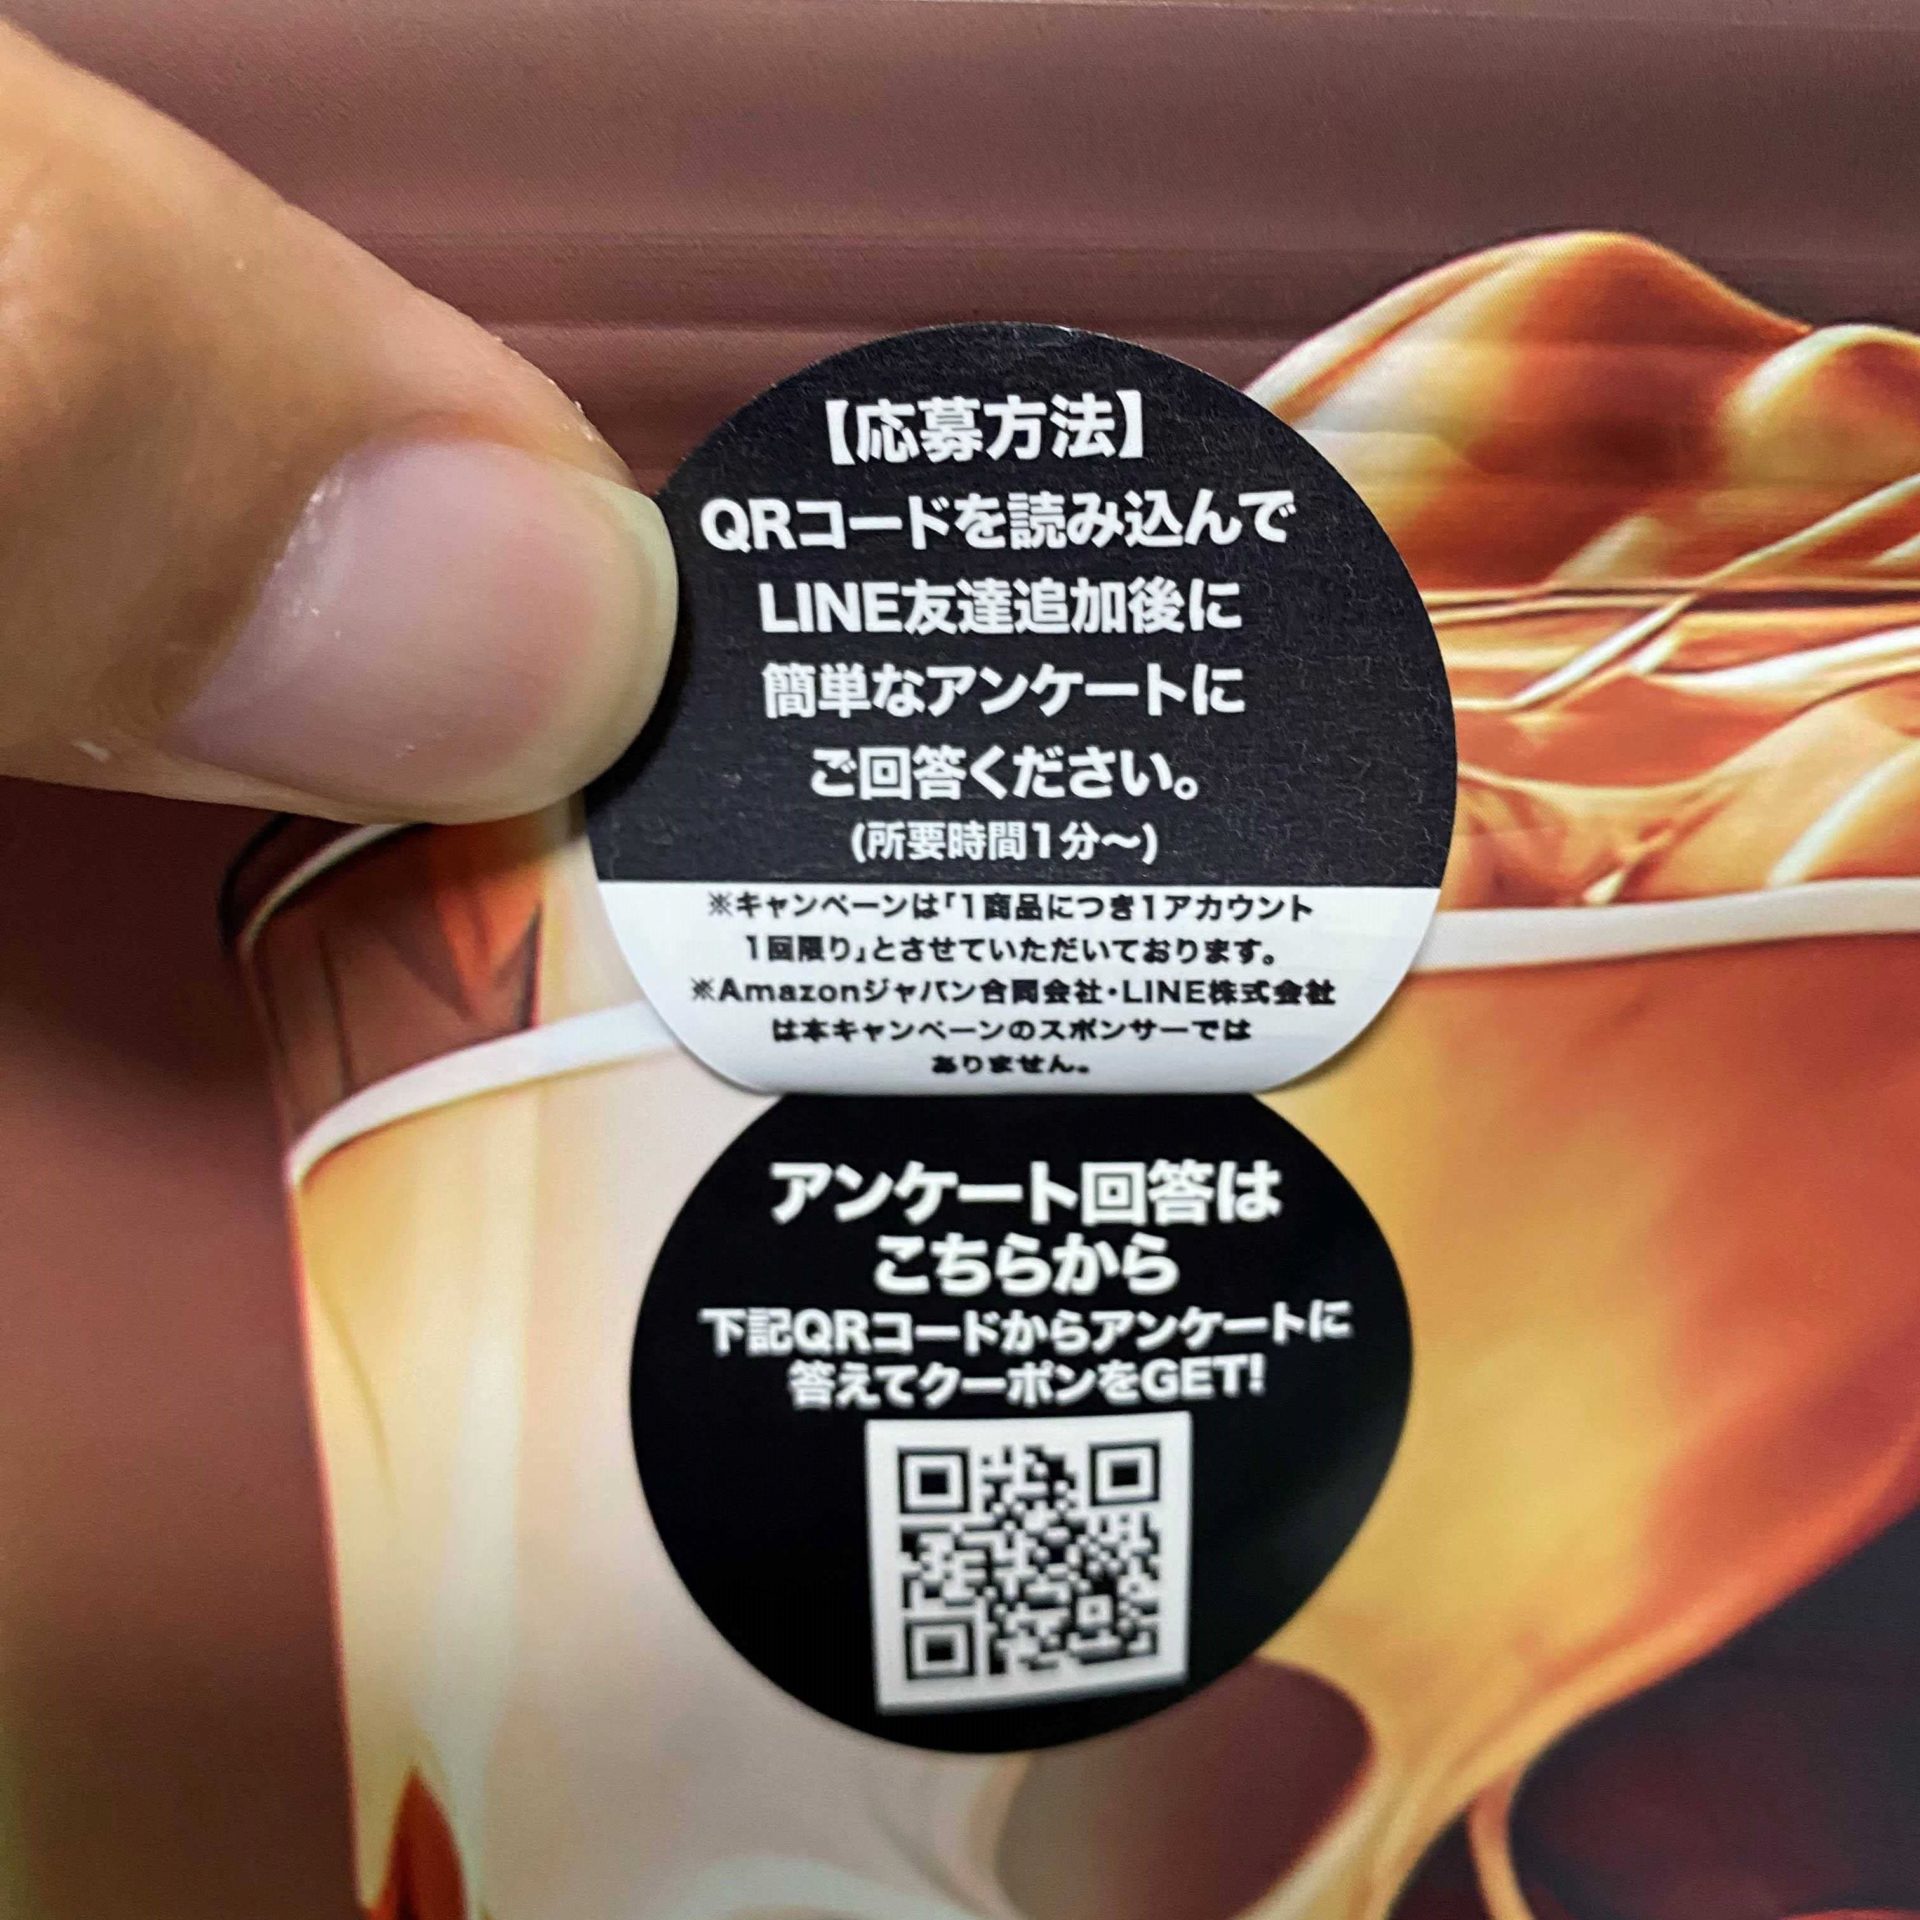 【応募方法】
QRコードを読み込んで
LINE友達追加後に
簡単なアンケートに
ご回答ください。
(所要時間1分〜)
※キャンペーンは「1商品につき1アカウント
1回限り」とさせていただいております。
※Amazonジャパン合同会社・LINE株式会社
は本キャンペーンのスポンサーでは
ありません。
アンケート回答は
こちらから
下記QRコードからアンケートに
答えてクーポンをGET!